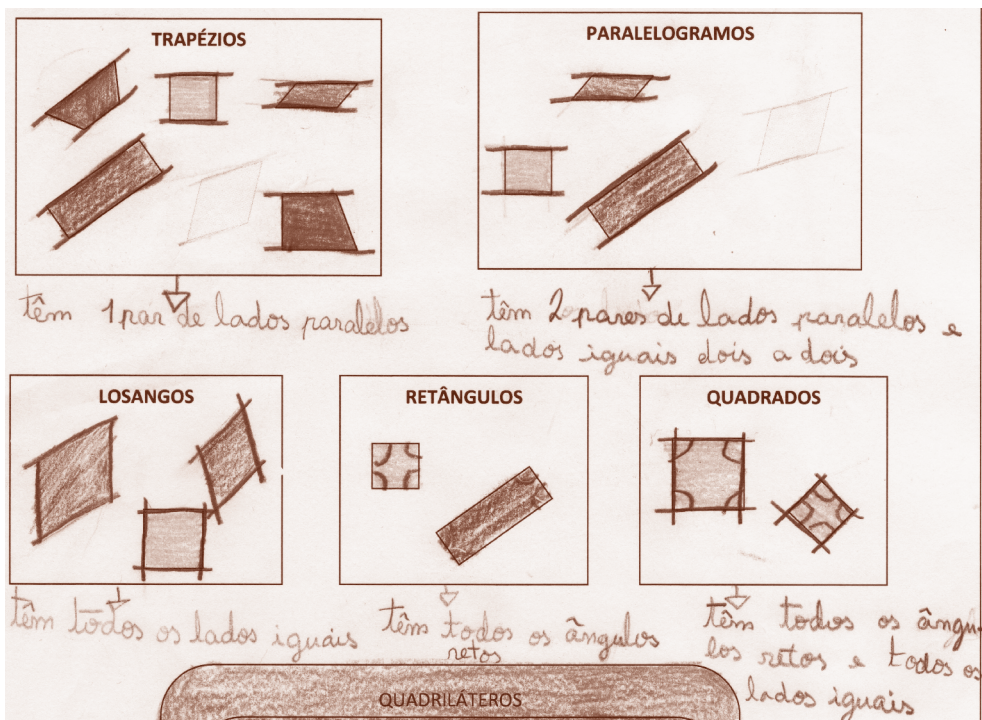 TRAPÉZIOS
PARALELOGRAMOS
têm 1 par de lados paralelos
têm 2 pares de lados paralelos e
lados iguais dois a dois
LOSANGOS
RETÂNGULOS
QUADRADOS
têm todos os lados iguais
têm todos os ângulos
retos
têm todos os ângu-
los retos e todos os
lados iguais
QUADRILÁTEROS